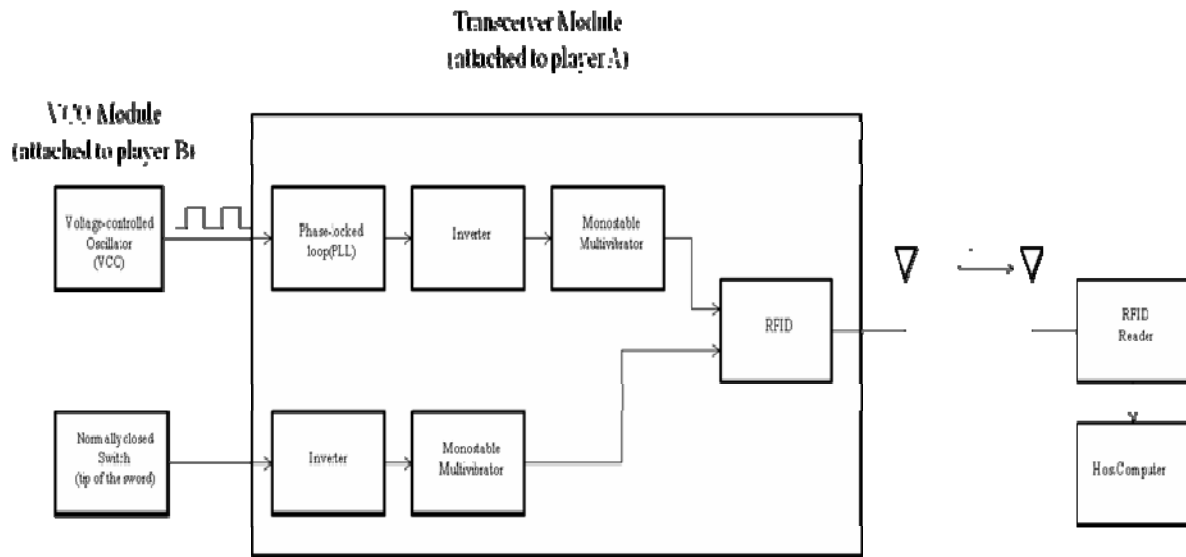 Transceiver Module
(attached to player A)
VCO Module
(attached to player B)
Voltage-controlled
Oscillator
(VCC)
Phase-locked
loop(PLL)
Inverter
Monostable
Multivibrator
RFID
RFID
Reader
Normally closed
Switch
(tip of the sword)
Inverter
Monostable
Multivibrator
Host Computer